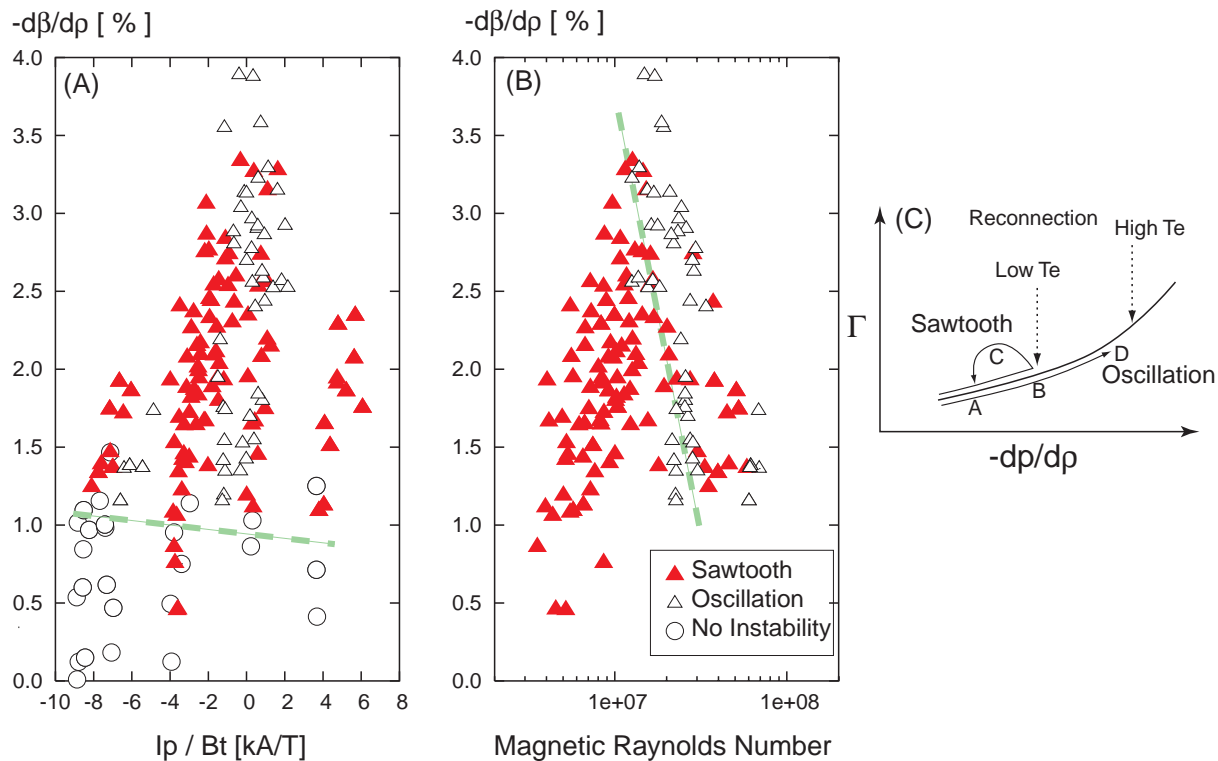 -dβ/dρ [ % ]
(A)
4.0
3.5
3.0
2.5
2.0
1.5
1.0
0.5
0.0
-10 -8 -6 -4 -2 0 2 4 6 8
Ip / Bt [kA/T]
-dβ/dρ [ % ]
(B)
4.0
3.5
3.0
2.5
2.0
1.5
1.0
0.5
0.0
Sawtooth
Oscillation
No Instability
1e+07 1e+08
Magnetic Raynolds Number
(C)
Reconnection
High Te
Low Te
Γ
Sawtooth
C
D
A
B
Oscillation
-dp/dρ